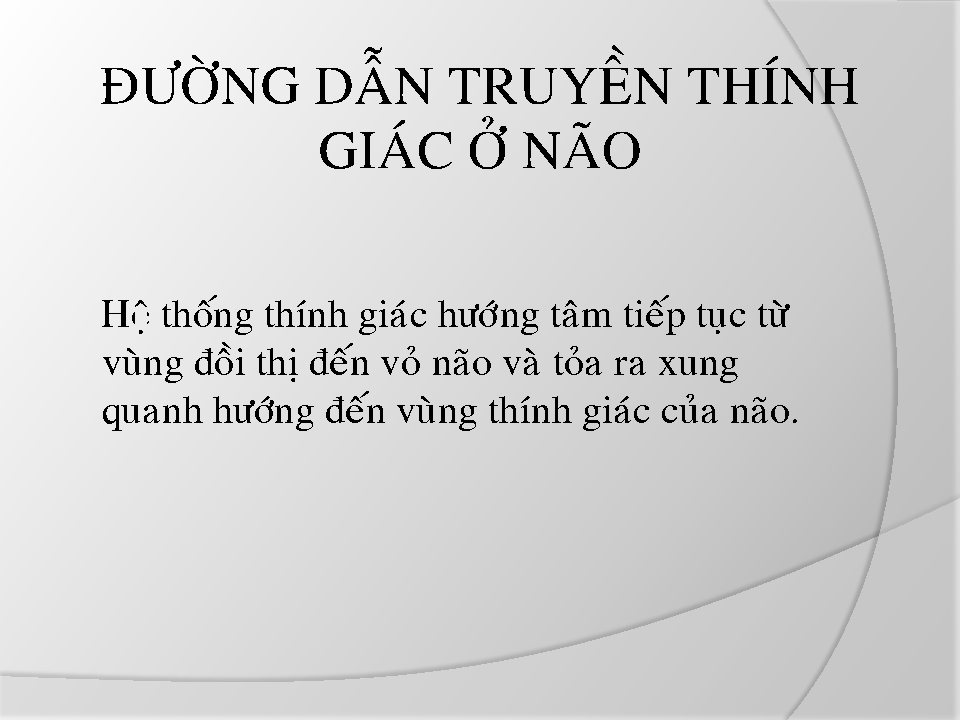 ĐƯỜNG DẪN TRUYỀN THÍNH
GIÁC Ở NÃO
Hộ thống thính giác hướng tâm tiếp tục từ
vùng đồi thị đến vỏ não và tỏa ra xung
quanh hướng đến vùng thính giác của não.